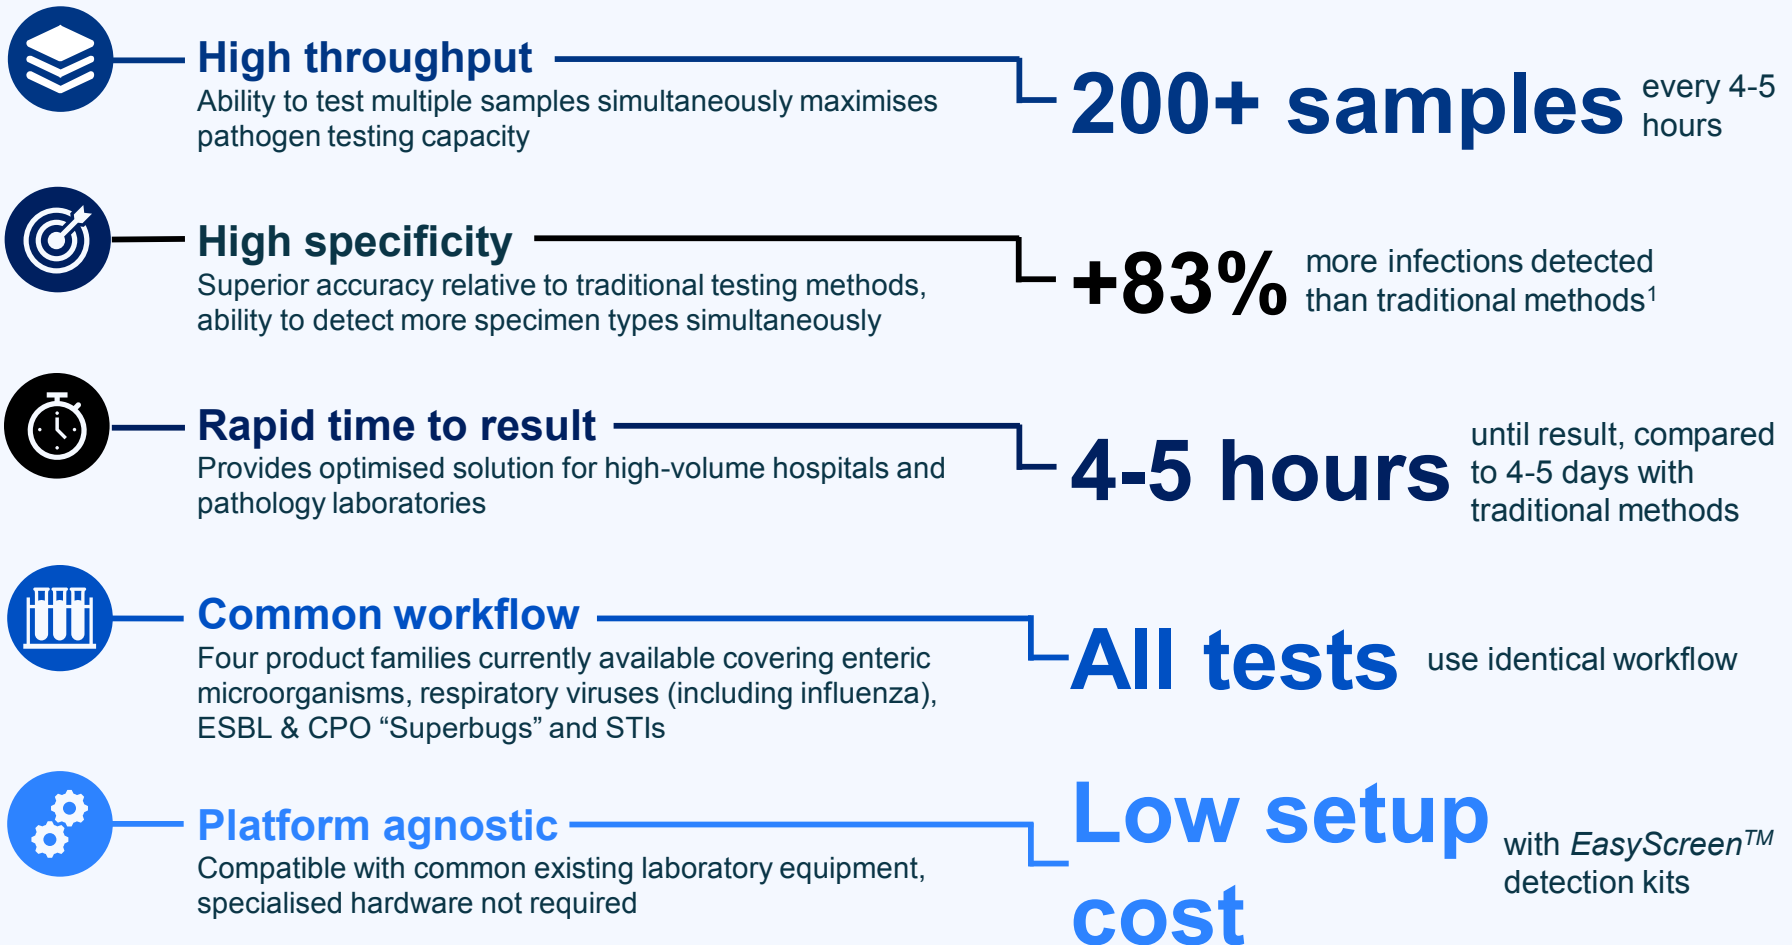 High throughput
Ability to test multiple samples simultaneously maximises
pathogen testing capacity
200+ samples
every 4-5
hours
High specificity
Superior accuracy relative to traditional testing methods,
ability to detect more specimen types simultaneously
+83%
more infections detected
than traditional methods¹
Rapid time to result
Provides optimised solution for high-volume hospitals and
pathology laboratories
4-5 hours
until result, compared
to 4-5 days with
traditional methods
Common workflow
Four product families currently available covering enteric
microorganisms, respiratory viruses (including influenza),
ESBL & CPO “Superbugs” and STIs
All tests
use identical workflow
Platform agnostic
Compatible with common existing laboratory equipment,
specialised hardware not required
Low setup
cost
with EasyScreen™
detection kits